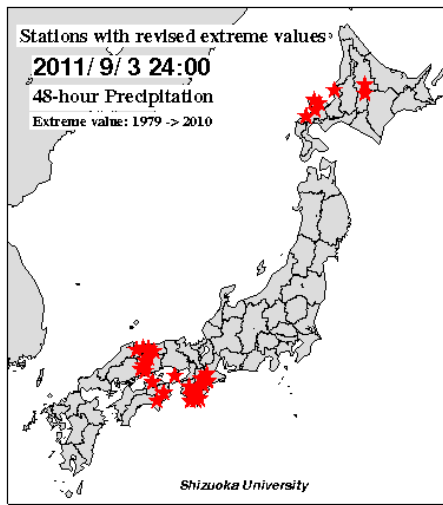 Stations with revised extreme values
2011/ 9/ 3 24:00
48-hour Precipitation
Extreme value: 1979 -> 2010
Shizuoka University